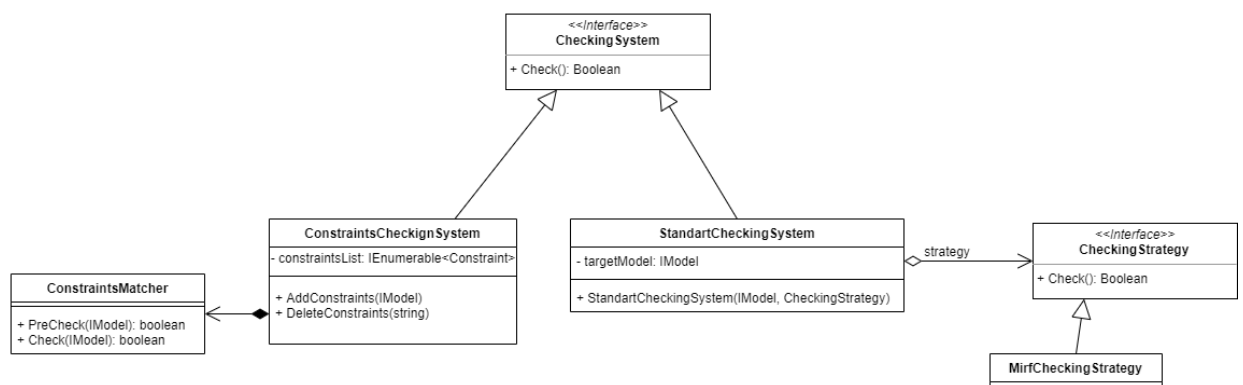 <<Interface>>
CheckingSystem
+ Check(): Boolean
ConstraintsCheckignSystem
- constraintsList: IEnumerable<Constraint>
+ AddConstraints(IModel)
+ DeleteConstraints(string)
StandartCheckingSystem
- targetModel: IModel
+ StandartCheckingSystem(IModel, CheckingStrategy)
strategy
<<Interface>>
CheckingStrategy
+ Check(): Boolean
ConstraintsMatcher
+ PreCheck(IModel): boolean
+ Check(IModel): boolean
MirfCheckingStrategy